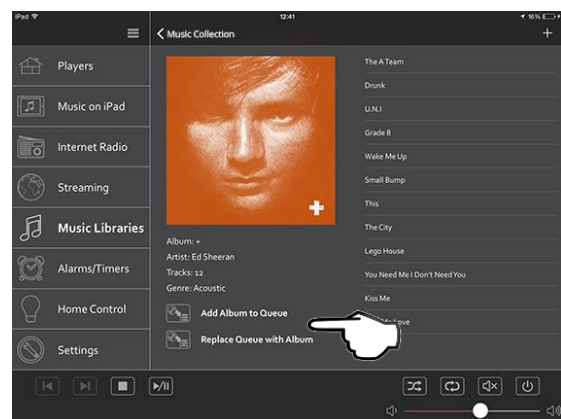 iPad
12:41
16%
Music Collection
+
Players
Music on iPad
Internet Radio
Streaming
Music Libraries
Alarms/Timers
Home Control
Settings
+
Album: +
Artist: Ed Sheeran
Tracks: 12
Genre: Acoustic
Add Album to Queue
Replace Queue with Album
The A Team
Drunk
U.N.I
Grade 8
Wake Me Up
Small Bump
This
The City
Lego House
You Need Me I Don't Need You
Kiss Me
Love